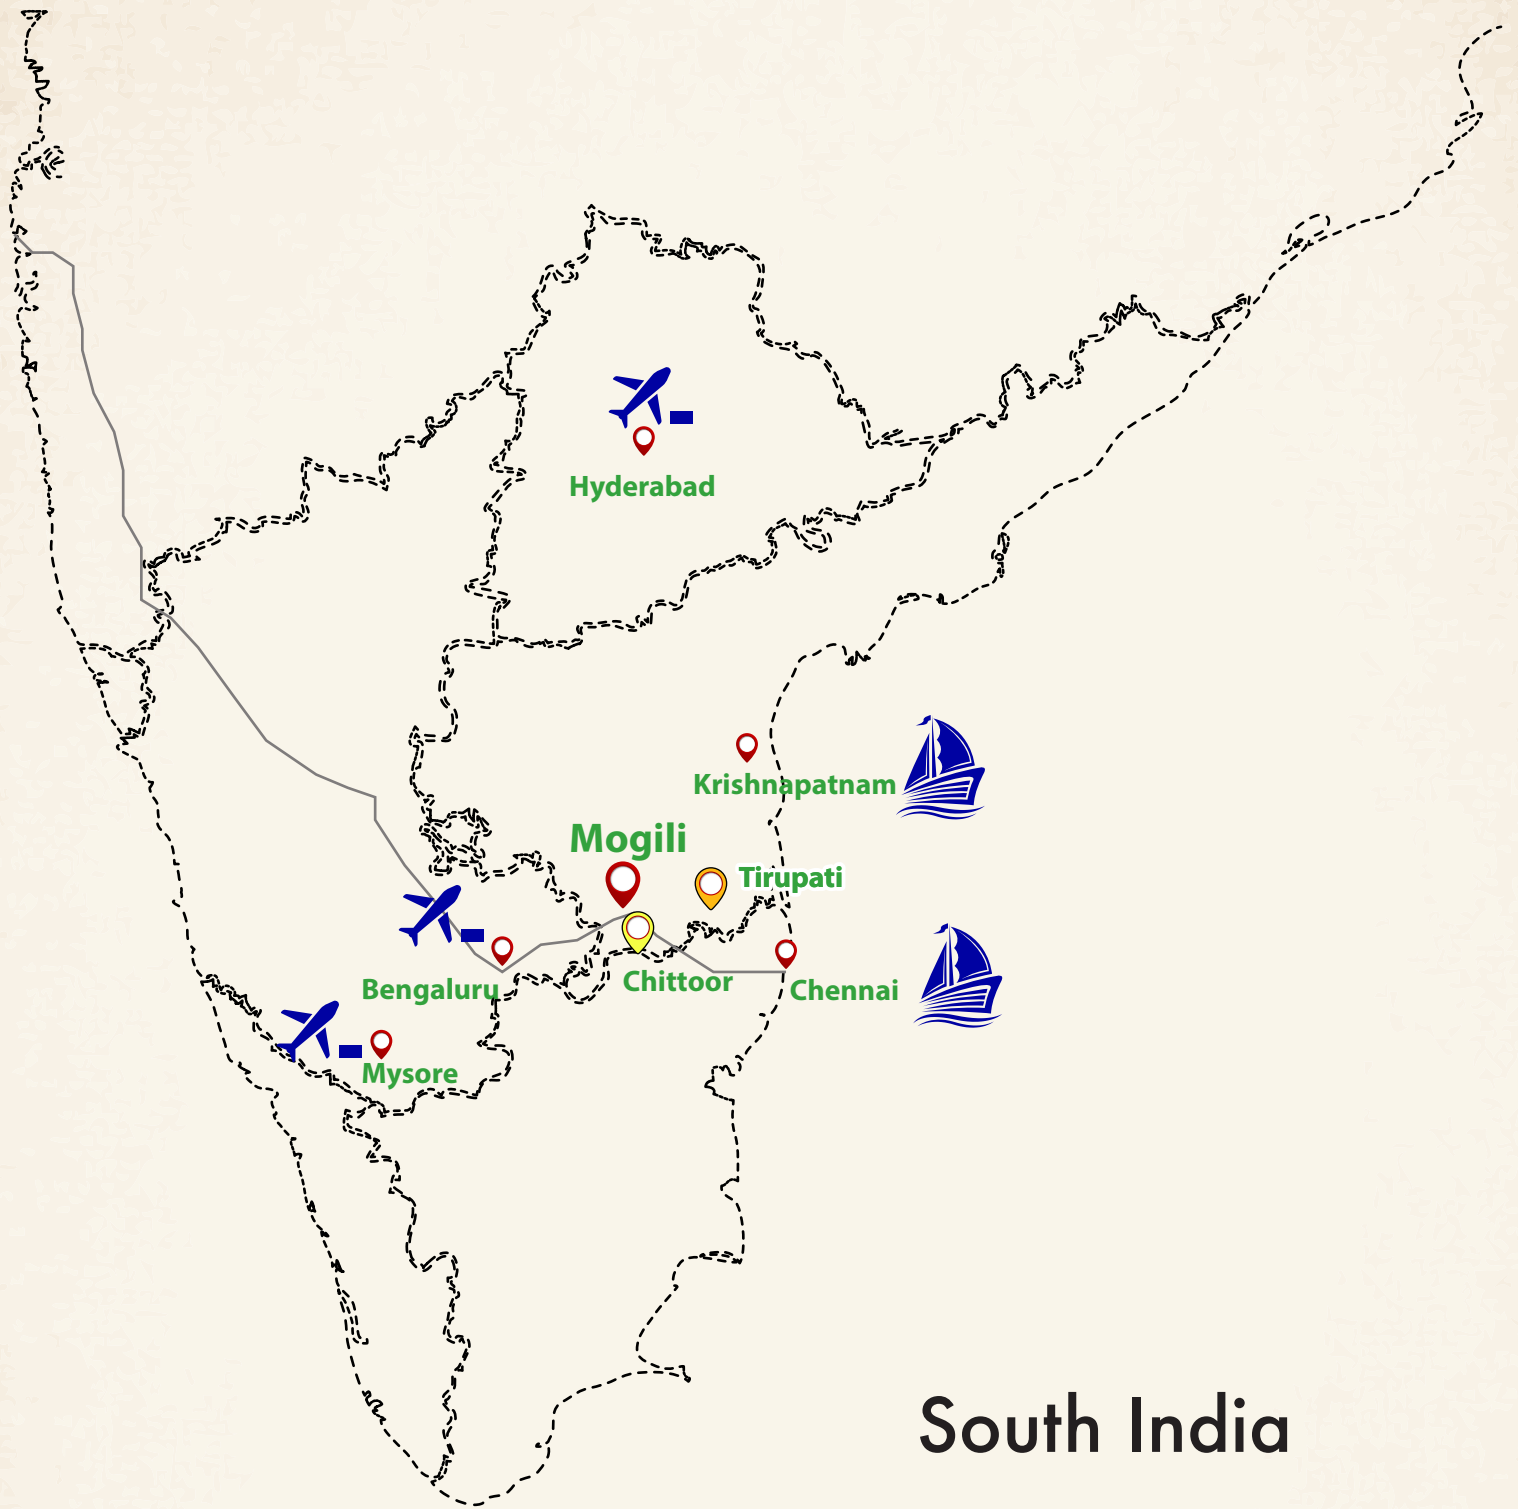 Hyderabad
Krishnapatnam
Mogili
Tirupati
Chittoor
Bengaluru
Chennai
Mysore
South India